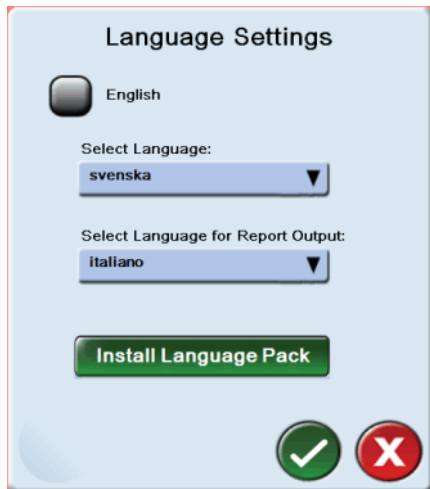 Language Settings
English
Select Language:
svenska
Select Language for Report Output:
italiano
Install Language Pack
X